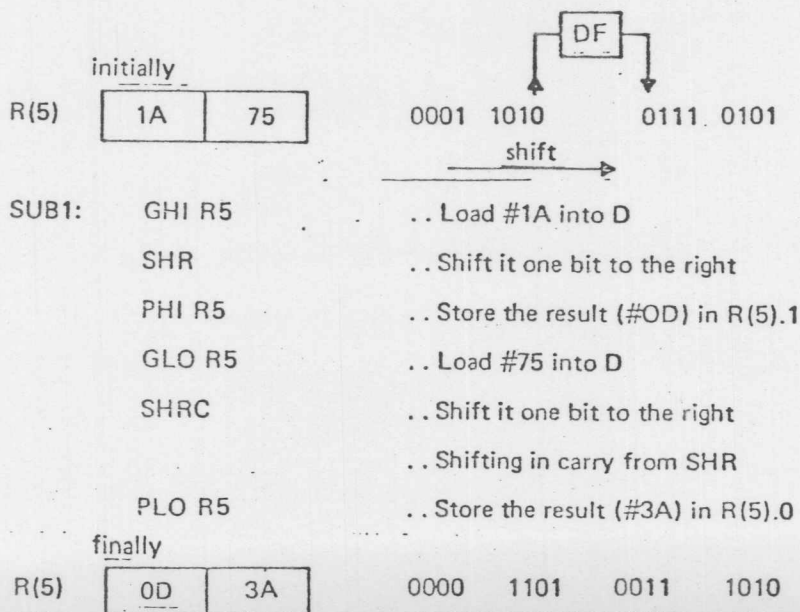 DF
initially
R(5) 1A 75 0001 1010 0111 0101
shift
SUB1: GHI R5 .. Load #1A into D
SHR .. Shift it one bit to the right
PHI R5 .. Store the result (#OD) in R(5).1
GLO R5 .. Load #75 into D
SHRC .. Shift it one bit to the right
.. Shifting in carry from SHR
PLO R5 .. Store the result (#3A) in R(5).0
finally
R(5) 0D 3A 0000 1101 0011 1010